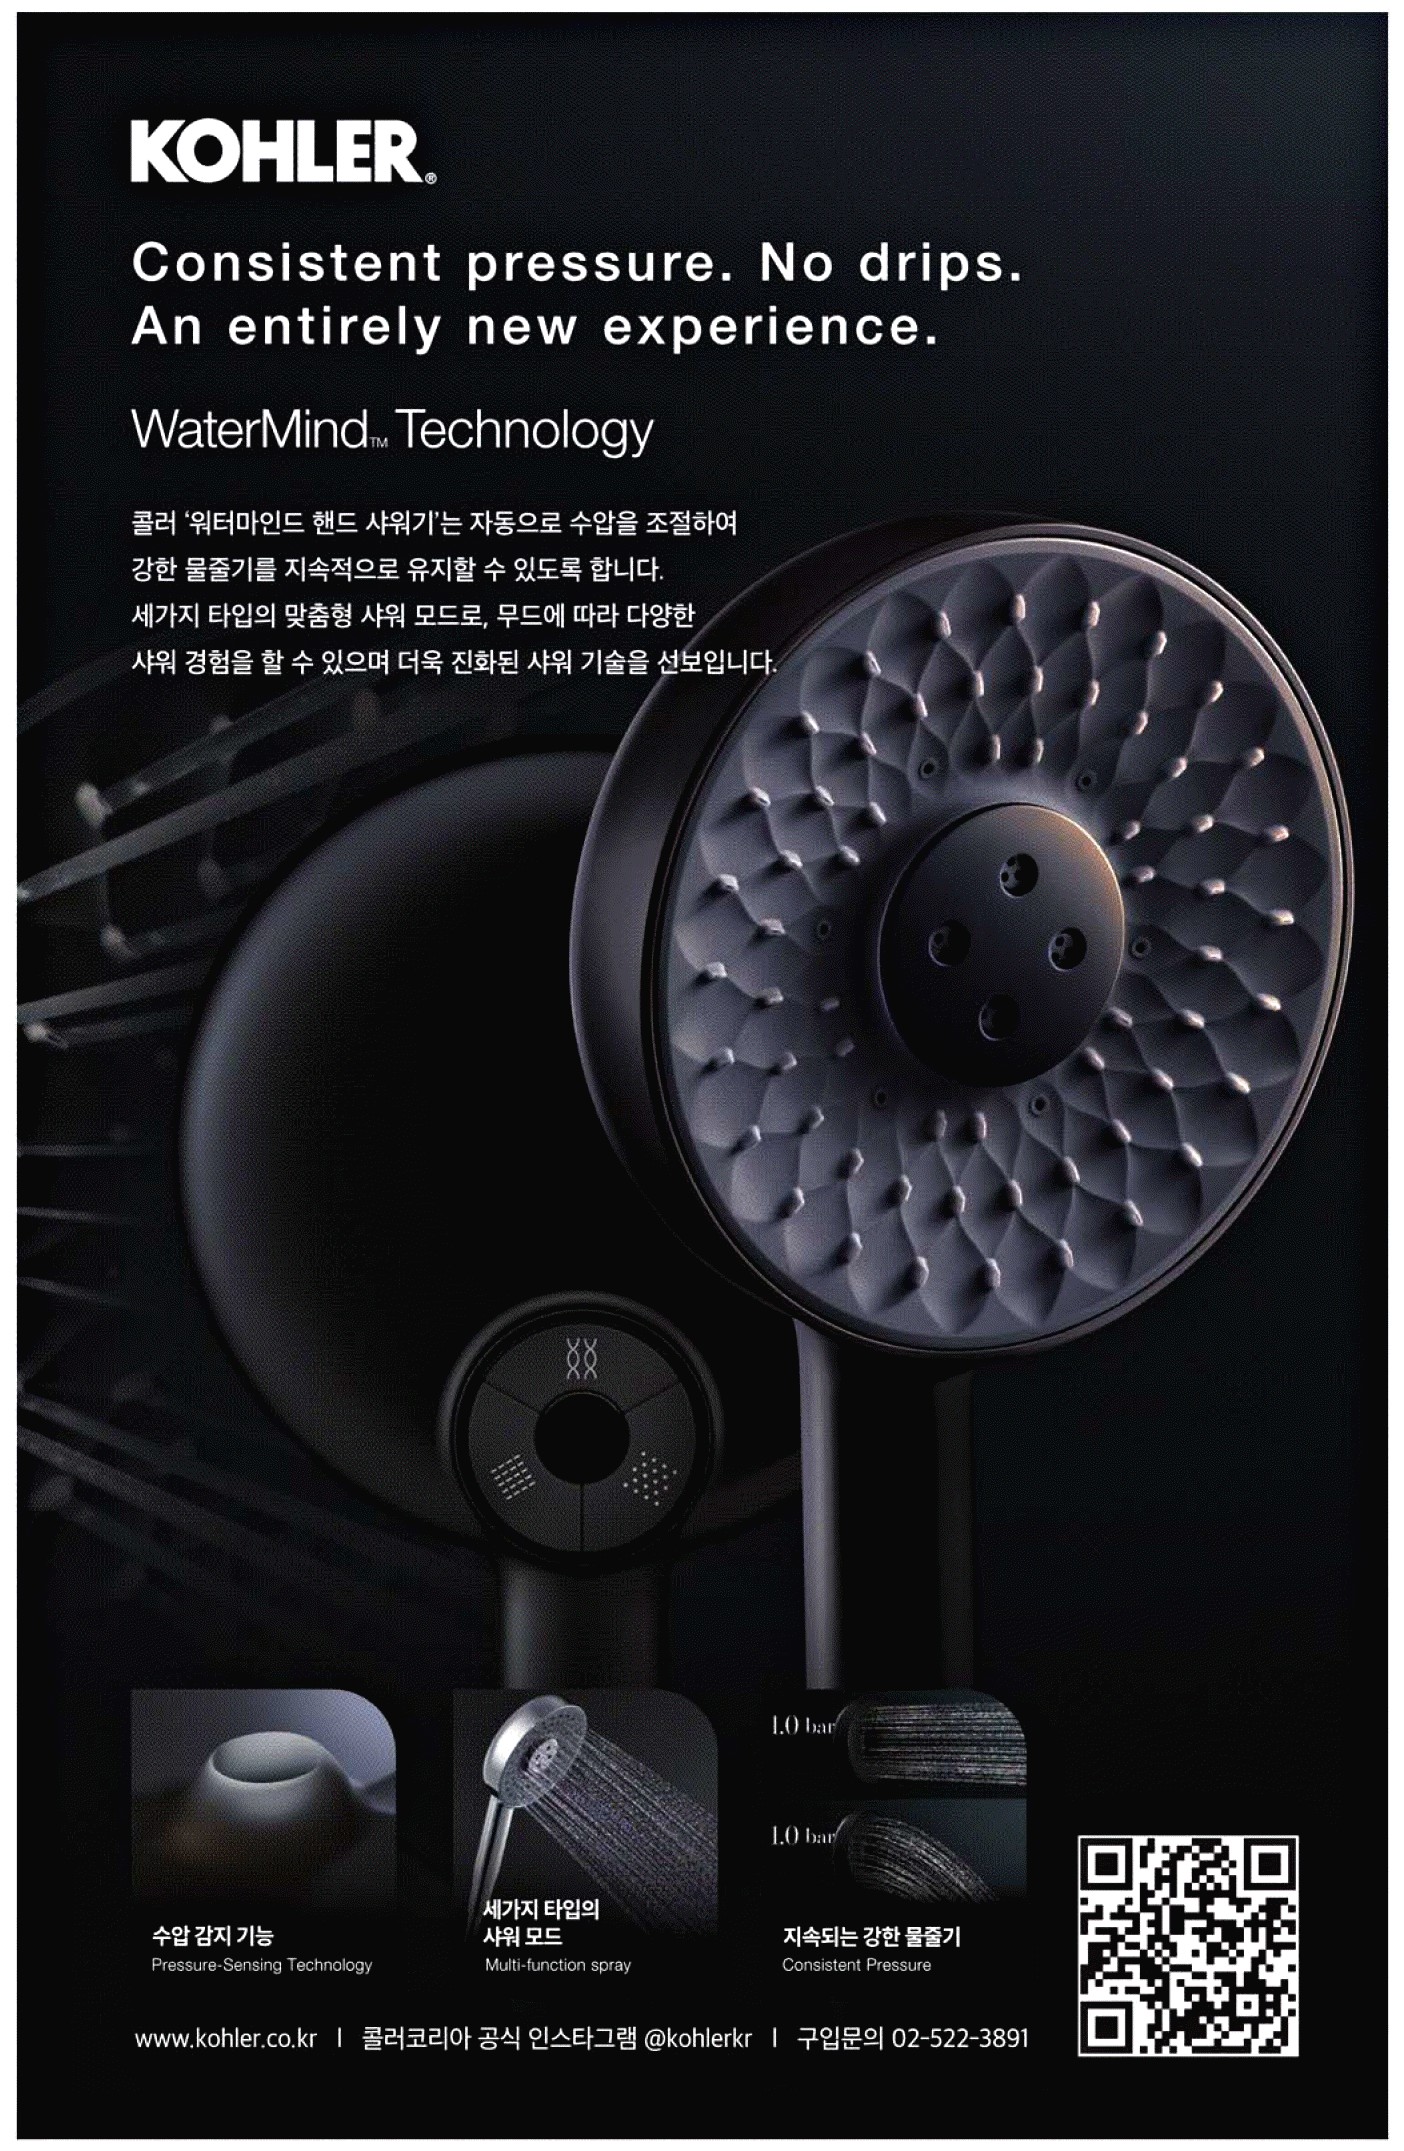 KOHLER®
Consistent pressure. No drips.
An entirely new experience.
WaterMind™ Technology
콜러 ‘워터마인드 핸드 샤워기’는 자동으로 수압을 조절하여
강한 물줄기를 지속적으로 유지할 수 있도록 합니다.
세가지 타입의 맞춤형 샤워 모드로, 무드에 따라 다양한
샤워 경험을 할 수 있으며 더욱 진화된 샤워 기술을 선보입니다.
수압 감지 기능
Pressure-Sensing Technology
세가지 타입의
샤워 모드
Multi-function spray
1.0 bar
1.0 bar
지속되는 강한 물줄기
Consistent Pressure
www.kohler.co.kr | 콜러코리아 공식 인스타그램 @kohlerkr | 구입문의 02-522-3891